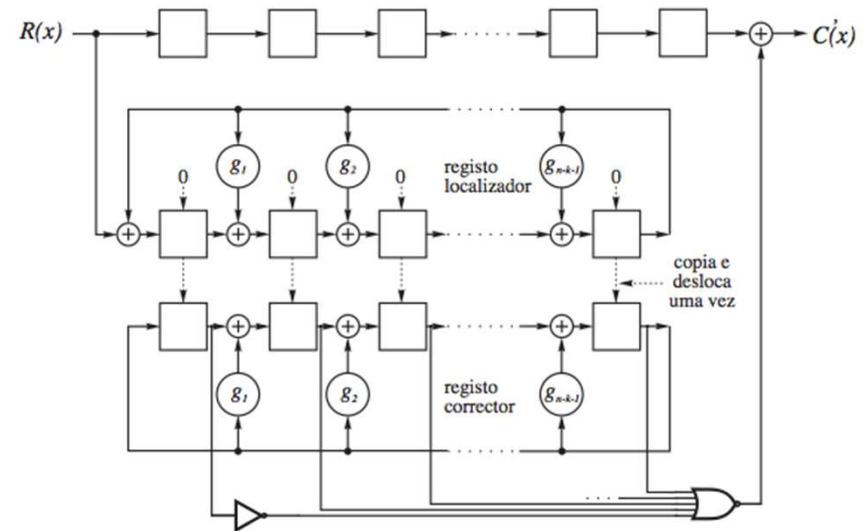 R(x)
C'(x)
g1 g2 gn-k-1
0 0 0 0
registo
localizador
copia e
desloca
uma vez
g1 g2 gn-k-1
registo
corrector